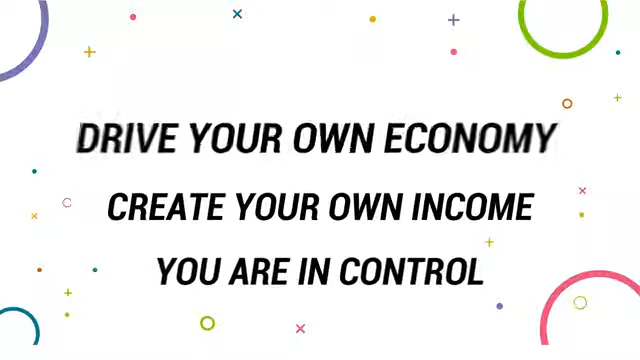 DRIVE YOUR OWN ECONOMY
CREATE YOUR OWN INCOME
YOU ARE IN CONTROL